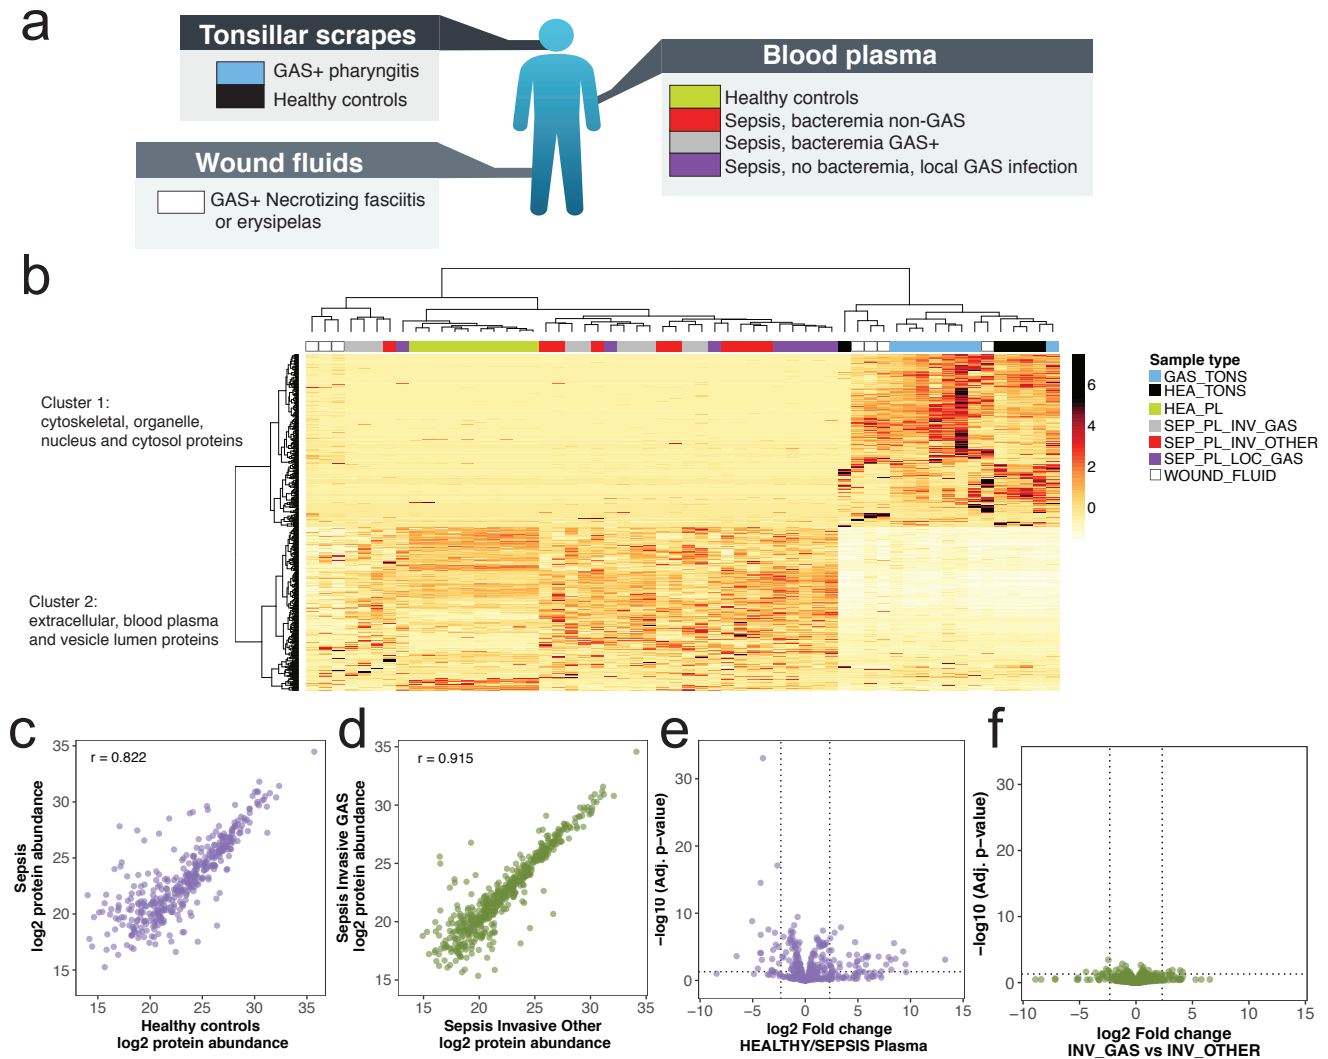 a
Tonsillar scrapes
GAS+ pharyngitis
Healthy controls
Wound fluids
GAS+ Necrotizing fasciitis
or erysipelas
Blood plasma
Healthy controls
Sepsis, bacteremia non-GAS
Sepsis, bacteremia GAS+
Sepsis, no bacteremia, local GAS infection
b
Cluster 1:
cytoskeletal, organelle,
nucleus and cytosol proteins
Cluster 2:
extracellular, blood plasma
and vesicle lumen proteins
6
4
2
0
Sample type
GAS_TONS
HEA_TONS
HEA_PL
SEP_PL_INV_GAS
SEP_PL_INV_OTHER
SEP_PL_LOC_GAS
WOUND_FLUID
c
r = 0.822
Sepsis
log2 protein abundance
35
30
25
20
15
15 20 25 30 35
Healthy controls
log2 protein abundance
d
r = 0.915
Sepsis Invasive GAS
log2 protein abundance
35
30
25
20
15
15 20 25 30 35
Sepsis Invasive Other
log2 protein abundance
e
−log10 (Adj. p−value)
30
20
10
0
−10 −5 0 5 10 15
log2 Fold change
HEALTHY/SEPSIS Plasma
f
−log10 (Adj. p−value)
30
20
10
0
−10 −5 0 5 10 15
log2 Fold change
INV_GAS vs INV_OTHER